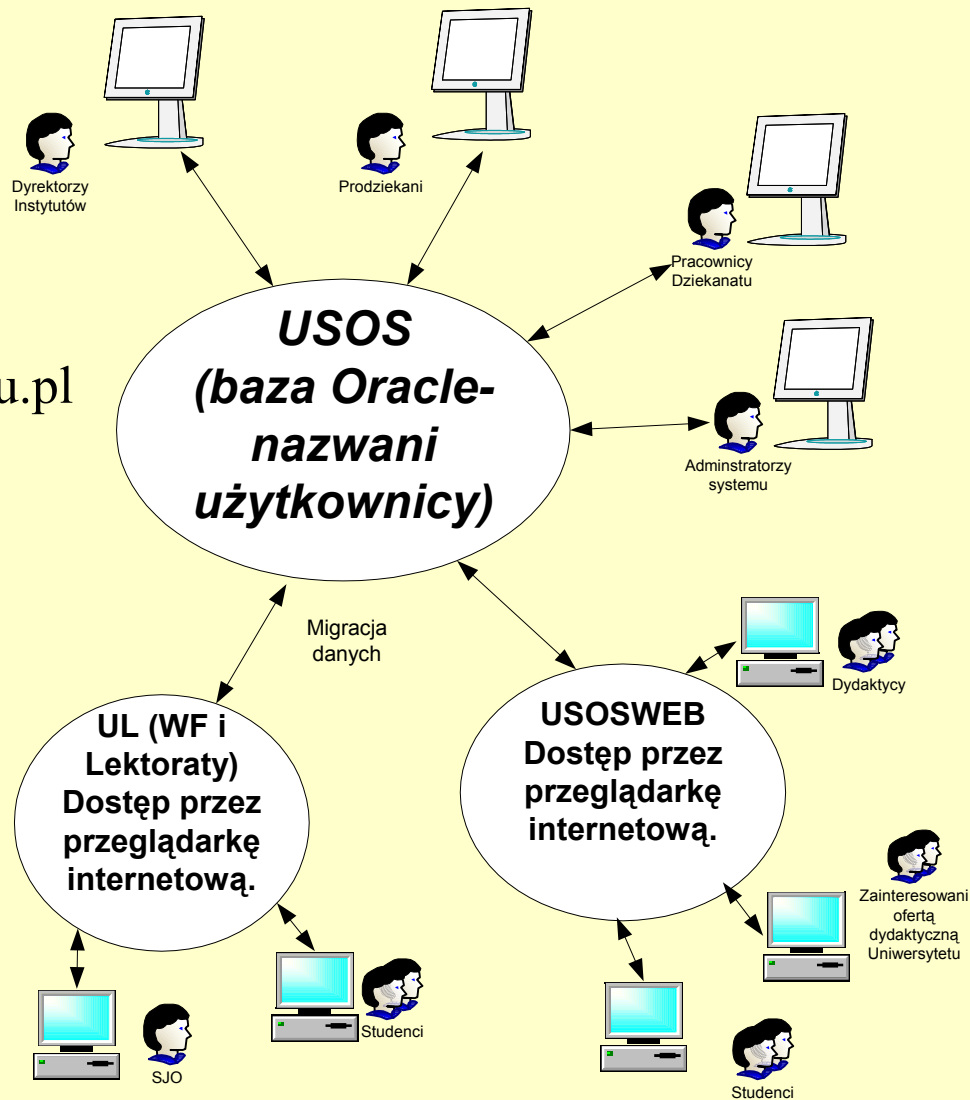 Dyrektorzy
Instytutów
Prodziekani
Pracownicy
Dziekanatu
USOS
(baza Oracle-
nazwani
użytkownicy)
u.pl
Adminstratorzy
systemu
Migracja
danych
Dydaktycy
UL (WF i
Lektoraty)
Dostęp przez
przeglądarkę
internetową.
USOSWEB
Dostęp przez
przeglądarkę
internetową.
Zainteresowani
ofertą
dydaktyczną
Uniwersytetu
Studenci
SJO
Studenci